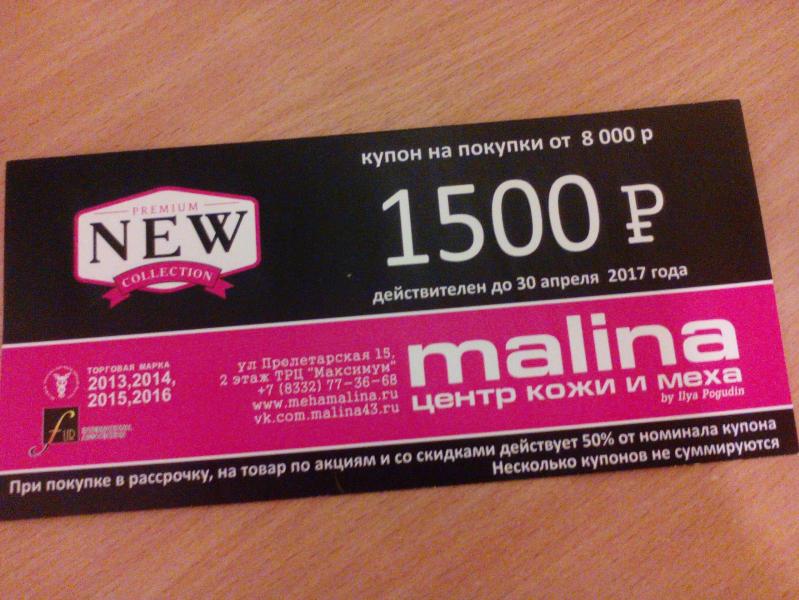 купон на покупки от 8 000 р
1500 ₽
действителен до 30 апреля 2017 года
PREMIUM
NEW
COLLECTION
ТОРГОВАЯ МАРКА
2013,2014,
2015,2016
fur
ул Пролетарская 15,
2 этаж ТРЦ "Максимум"
+7 (8332) 77-36-68
www.mehamalina.ru
vk.com.malina43.ru
malina
центр кожи и меха
by Ilya Pogudin
При покупке в рассрочку, на товар по акциям и со скидками действует 50% от номинала купона
Несколько купонов не суммируются